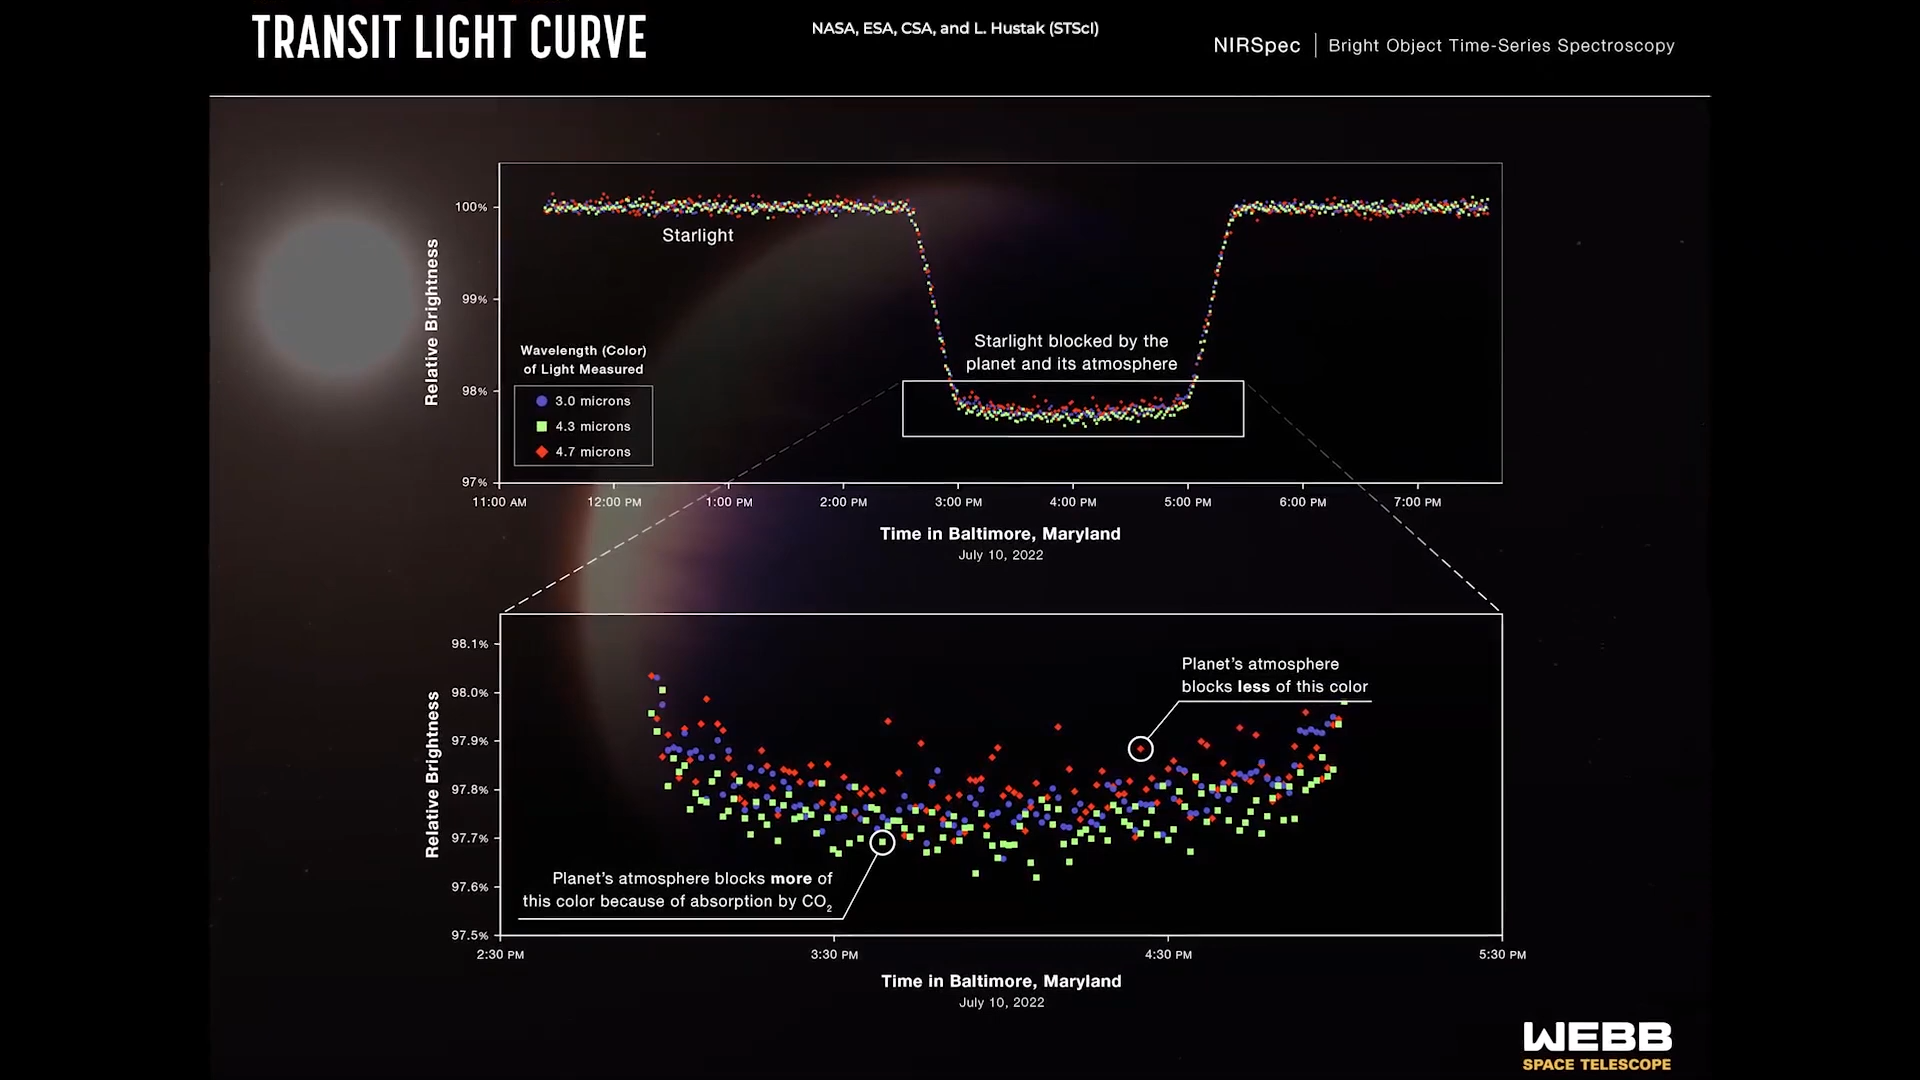 TRANSIT LIGHT CURVE
NASA, ESA, CSA, and L. Hustak (STScI)
NIRSpec | Bright Object Time-Series Spectroscopy
Relative Brightness
100%
99%
98%
97%
Starlight
Starlight blocked by the
planet and its atmosphere
Wavelength (Color)
of Light Measured
3.0 microns
4.3 microns
4.7 microns
11:00 AM
12:00 PM
1:00 PM
2:00 PM
3:00 PM
4:00 PM
5:00 PM
6:00 PM
7:00 PM
Time in Baltimore, Maryland
July 10, 2022
Relative Brightness
98.1%
98.0%
97.9%
97.8%
97.7%
97.6%
97.5%
Planet’s atmosphere
blocks less of this color
Planet’s atmosphere blocks more of
this color because of absorption by CO₂
2:30 PM
3:30 PM
4:30 PM
5:30 PM
Time in Baltimore, Maryland
July 10, 2022
WEBB
SPACE TELESCOPE